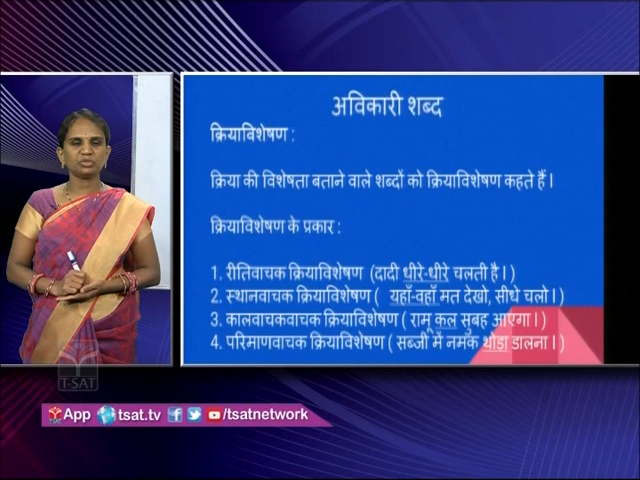 अविकारी शब्द
क्रियाविशेषण :
क्रिया की विशेषता बताने वाले शब्दों को क्रियाविशेषण कहते हैं ।
क्रियाविशेषण के प्रकार :
1. रीतिवाचक क्रियाविशेषण (दादी धीरे-धीरे चलती है । )
2. स्थानवाचक क्रियाविशेषण ( यहाँ-वहाँ मत देखो, सीधे चलो । )
3. कालवाचकवाचक क्रियाविशेषण ( रामू कल सुबह आएगा । )
4. परिमाणवाचक क्रियाविशेषण ( सब्जी में नमक थोडा डालना । )
T-SAT
App tsat.tv /tsatnetwork